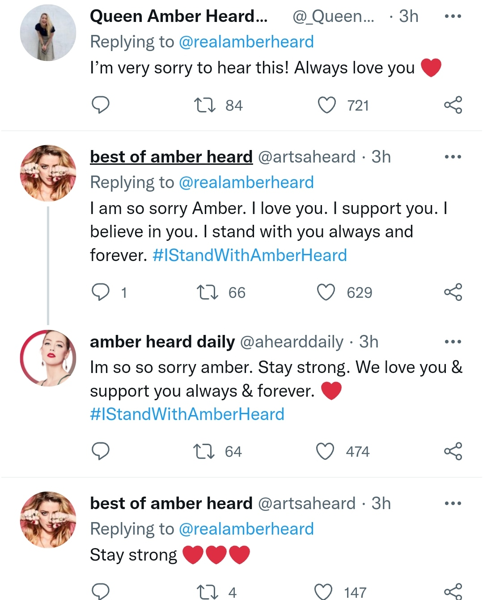 Queen Amber Heard... @_Queen... · 3h
Replying to @realamberheard
I’m very sorry to hear this! Always love you ❤️
84 721
best of amber heard @artsaheard · 3h
Replying to @realamberheard
I am so sorry Amber. I love you. I support you. I
believe in you. I stand with you always and
forever. #IStandWithAmberHeard
1 66 629
amber heard daily @ahearddaily · 3h
Im so so sorry amber. Stay strong. We love you &
support you always & forever. ❤️
#IStandWithAmberHeard
64 474
best of amber heard @artsaheard · 3h
Replying to @realamberheard
Stay strong ❤️❤️❤️
4 147